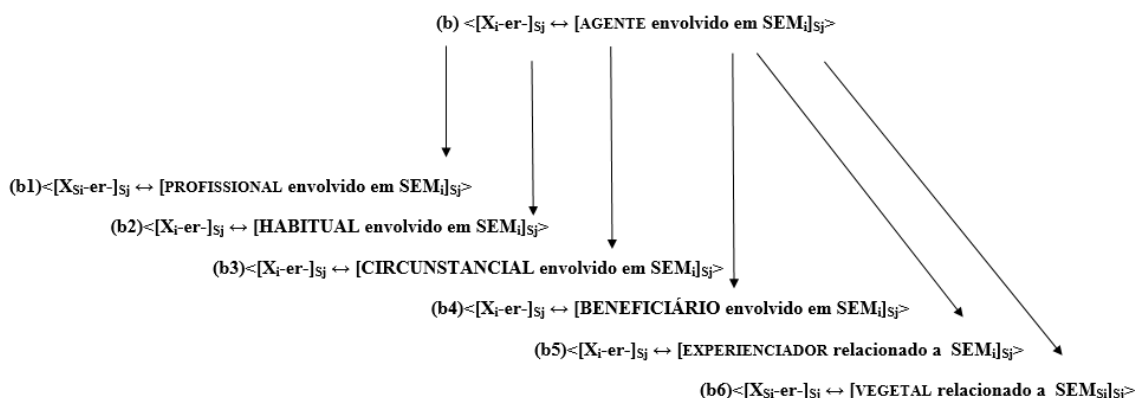 (b) <[Xi-er-]Sj ↔ [AGENTE envolvido em SEMi]Sj>
(b1)<[XSi-er-]Sj ↔ [PROFISSIONAL envolvido em SEMi]Sj>
(b2)<[Xi-er-]Sj ↔ [HABITUAL envolvido em SEMi]Sj>
(b3)<[Xi-er-]Sj ↔ [CIRCUNSTANCIAL envolvido em SEMi]Sj>
(b4)<[Xi-er-]Sj ↔ [BENEFICIÁRIO envolvido em SEMi]Sj>
(b5)<[Xi-er-]Sj ↔ [EXPERIENCIADOR relacionado a SEMi]Sj>
(b6)<[XSi-er-]Sj ↔ [VEGETAL relacionado a SEMSi]Sj>